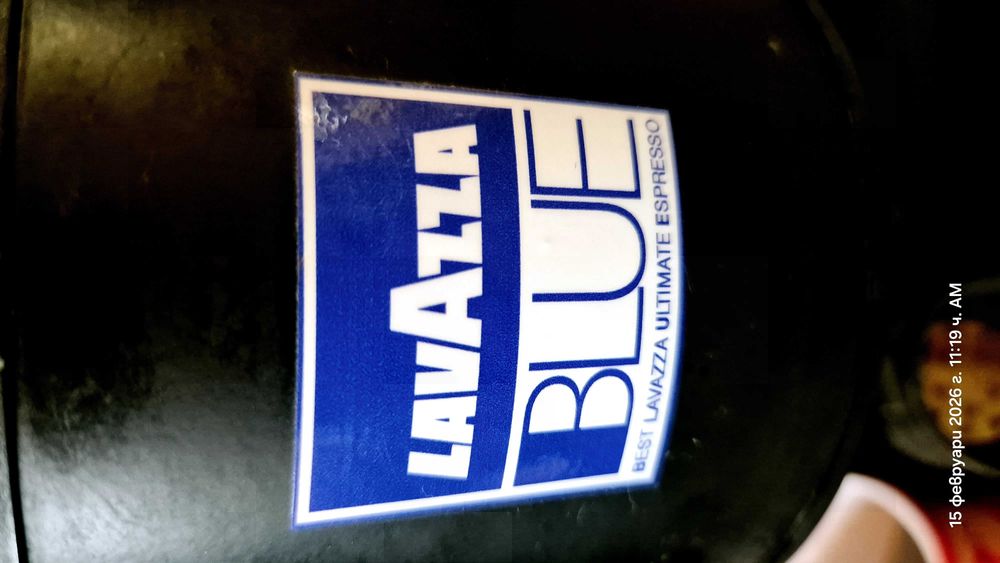 LAVAZZA
BLUE
BEST LAVAZZA ULTIMATE ESPRESSO
15 февруари 2026 г. 11:19 ч. AM